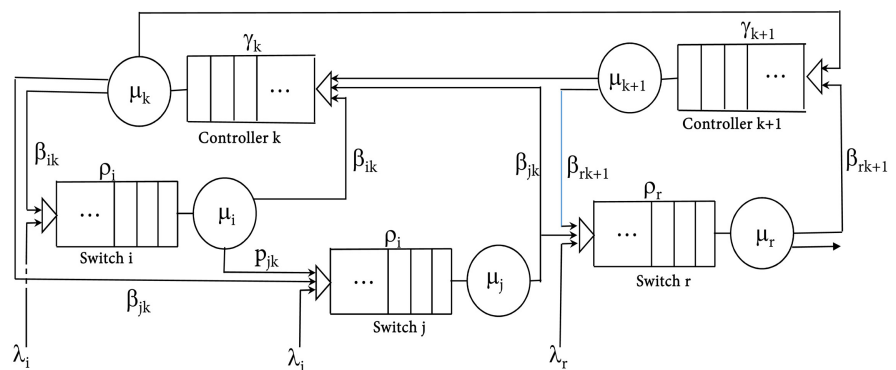 γk γk+1
μk ... μk+1 ...
Controller k Controller k+1
βik βik βjk βrk+1 βrk+1
ρi ρr
... μi ... μr
Switch i ρi Switch r
pjk
... μj
βjk
Switch j
λi λi λr